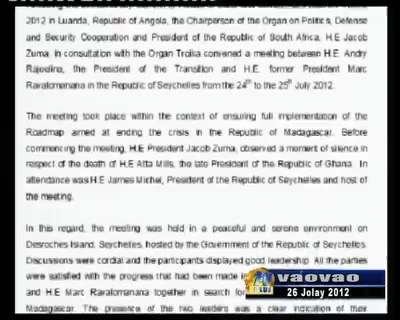 2012 in Luanda, Republic of Angola, the Chairperson of the Organ on Politics, Defense
and Security Cooperation and President of the Republic of South Africa, H.E Jacob
Zuma, in consultation with the Organ Troika convened a meeting between H.E. Andry
Rajoelina, the President of the Transition and H.E. former President Marc
Ravalomanana in the Republic of Seychelles from the 24th to the 25th July 2012.
The meeting took place within the context of ensuring full implementation of the
Roadmap aimed at ending the crisis in the Republic of Madagascar. Before
commencing the meeting, H.E President Jacob Zuma, observed a moment of silence in
respect of the death of H.E Atta Mills, the late President of the Republic of Ghana. In
attendance was H.E James Michel, President of the Republic of Seychelles and host of
the meeting.
In this regard, the meeting was held in a peaceful and serene environment on
Desroches Island, Seychelles, hosted by the Government of the Republic of Seychelles.
Discussions were cordial and the participants displayed good leadership. All the parties
were satisfied with the progress that had been made
and H.E Marc Ravalomanana together in search for
Madagascar. The presence of the two leaders was a clear indication of their
vaovao
26 Jolay 2012